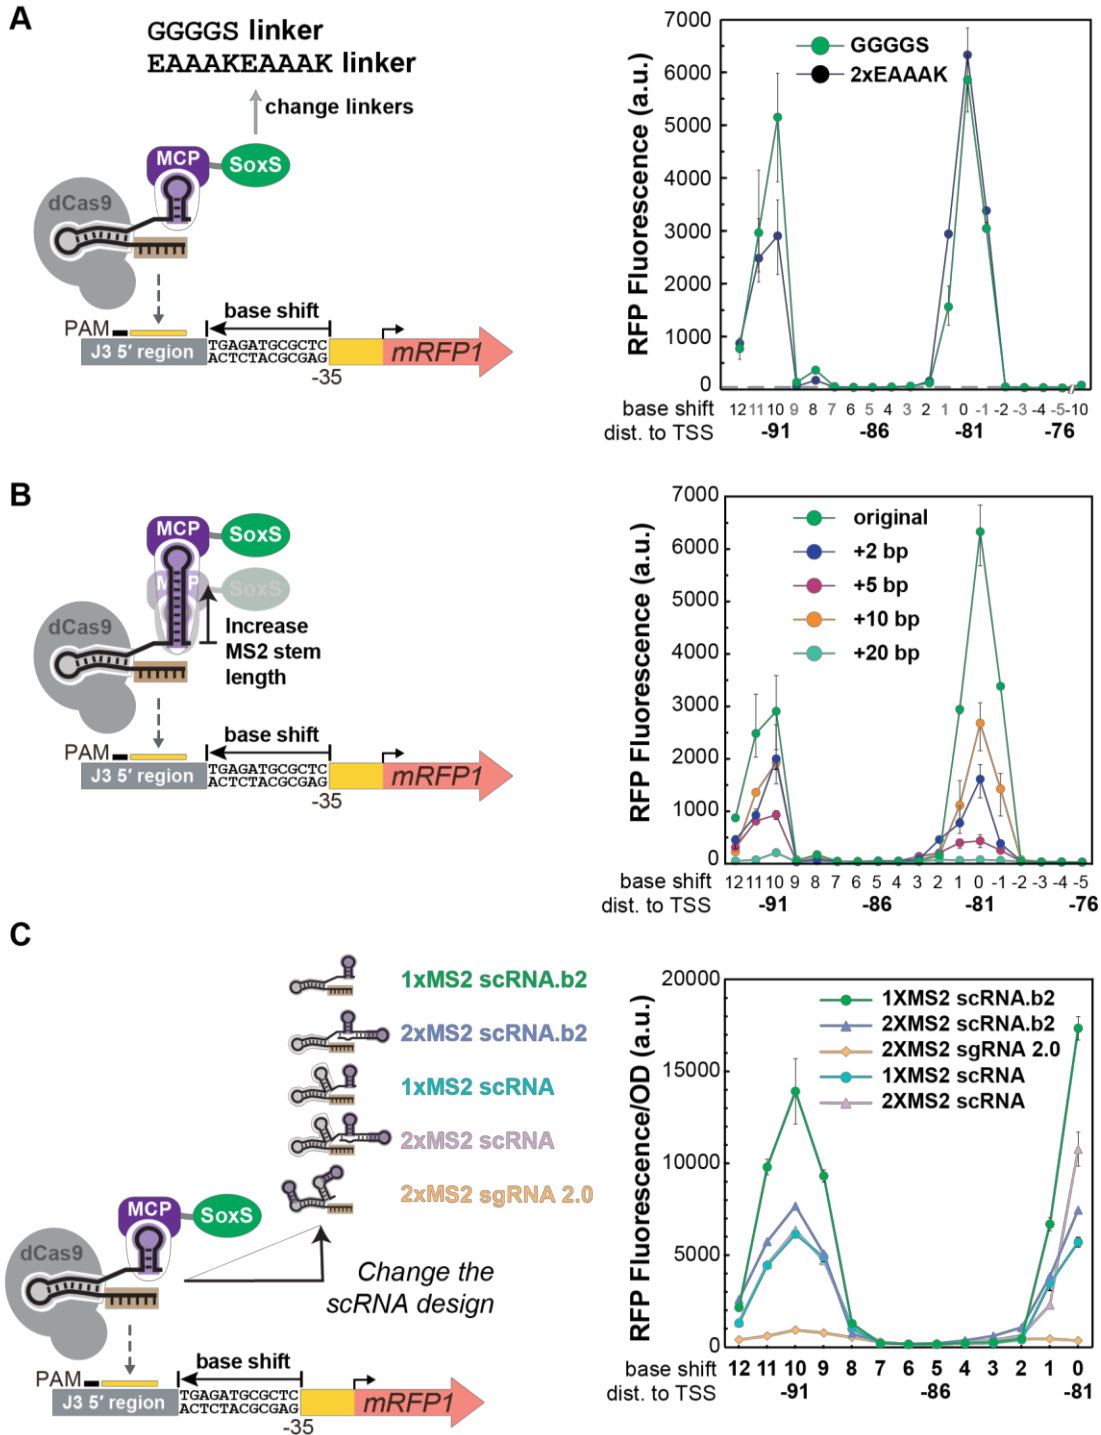 A
GGGGS linker
EAAAKEAAAK linker
change linkers
MCP
SoxS
dCas9
PAM
base shift
J3 5′ region
TGAGATGCGCTC
ACTCTACGCGAG
-35
mRFP1
RFP Fluorescence (a.u.)
7000
6000
5000
4000
3000
2000
1000
0
GGGGS
2xEAAAK
base shift 12 11 10 9 8 7 6 5 4 3 2 1 0 -1 -2 -3 -4 -5 -10
dist. to TSS -91 -86 -81 -76
B
MCP
SoxS
MCP
SoxS
dCas9
Increase
MS2 stem
length
PAM
base shift
J3 5′ region
TGAGATGCGCTC
ACTCTACGCGAG
-35
mRFP1
RFP Fluorescence (a.u.)
7000
6000
5000
4000
3000
2000
1000
0
original
+2 bp
+5 bp
+10 bp
+20 bp
base shift 12 11 10 9 8 7 6 5 4 3 2 1 0 -1 -2 -3 -4 -5
dist. to TSS -91 -86 -81 -76
C
1xMS2 scRNA.b2
2xMS2 scRNA.b2
1xMS2 scRNA
2xMS2 scRNA
2xMS2 sgRNA 2.0
MCP
SoxS
dCas9
Change the
scRNA design
PAM
base shift
J3 5′ region
TGAGATGCGCTC
ACTCTACGCGAG
-35
mRFP1
RFP Fluorescence/OD (a.u.)
20000
15000
10000
5000
0
1XMS2 scRNA.b2
2XMS2 scRNA.b2
2XMS2 sgRNA 2.0
1XMS2 scRNA
2XMS2 scRNA
base shift 12 11 10 9 8 7 6 5 4 3 2 1 0
dist. to TSS -91 -86 -81